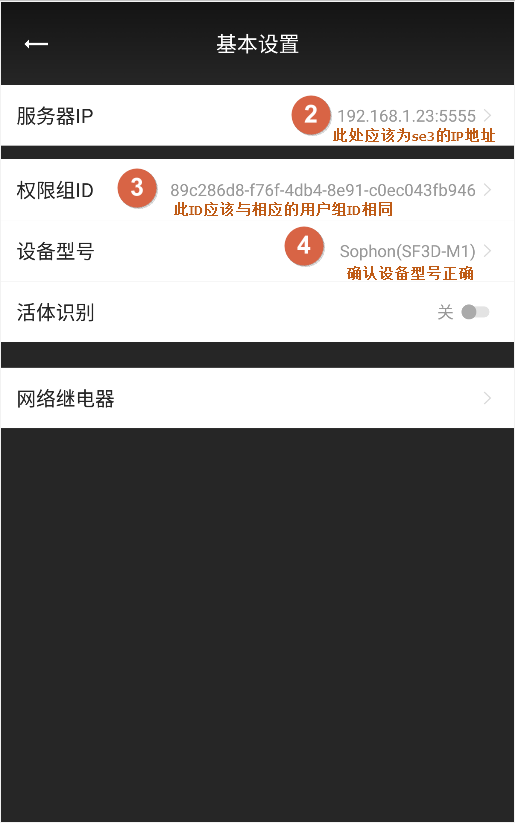 基本设置
服务器IP
2
192.168.1.23:5555
此处应该为se3的IP地址
权限组ID
3
89c286d8-f76f-4db4-8e91-c0ec043fb946
此ID应该与相应的用户组ID相同
设备型号
4
Sophon(SF3D-M1)
确认设备型号正确
活体识别
关
网络继电器